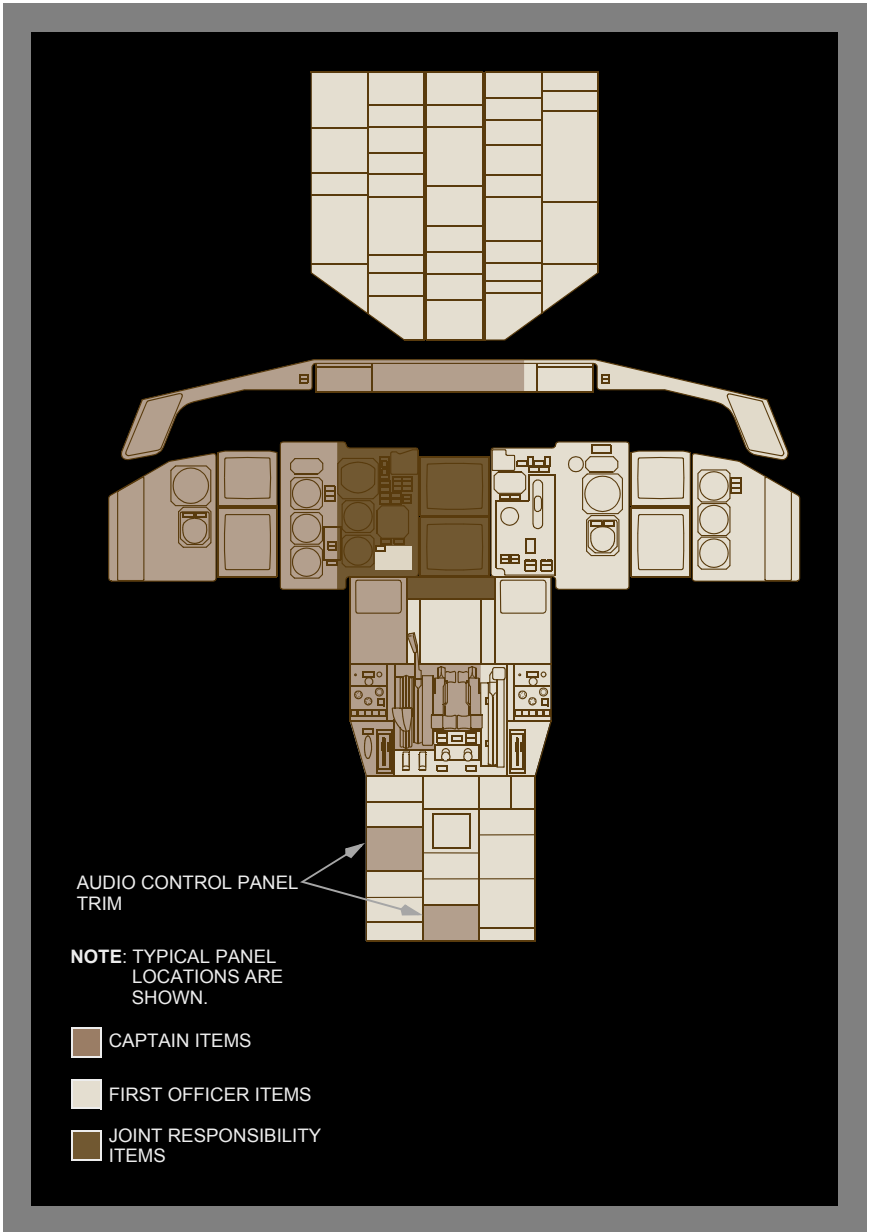 AUDIO CONTROL PANEL
TRIM
NOTE: TYPICAL PANEL
LOCATIONS ARE
SHOWN.
CAPTAIN ITEMS
FIRST OFFICER ITEMS
JOINT RESPONSIBILITY
ITEMS